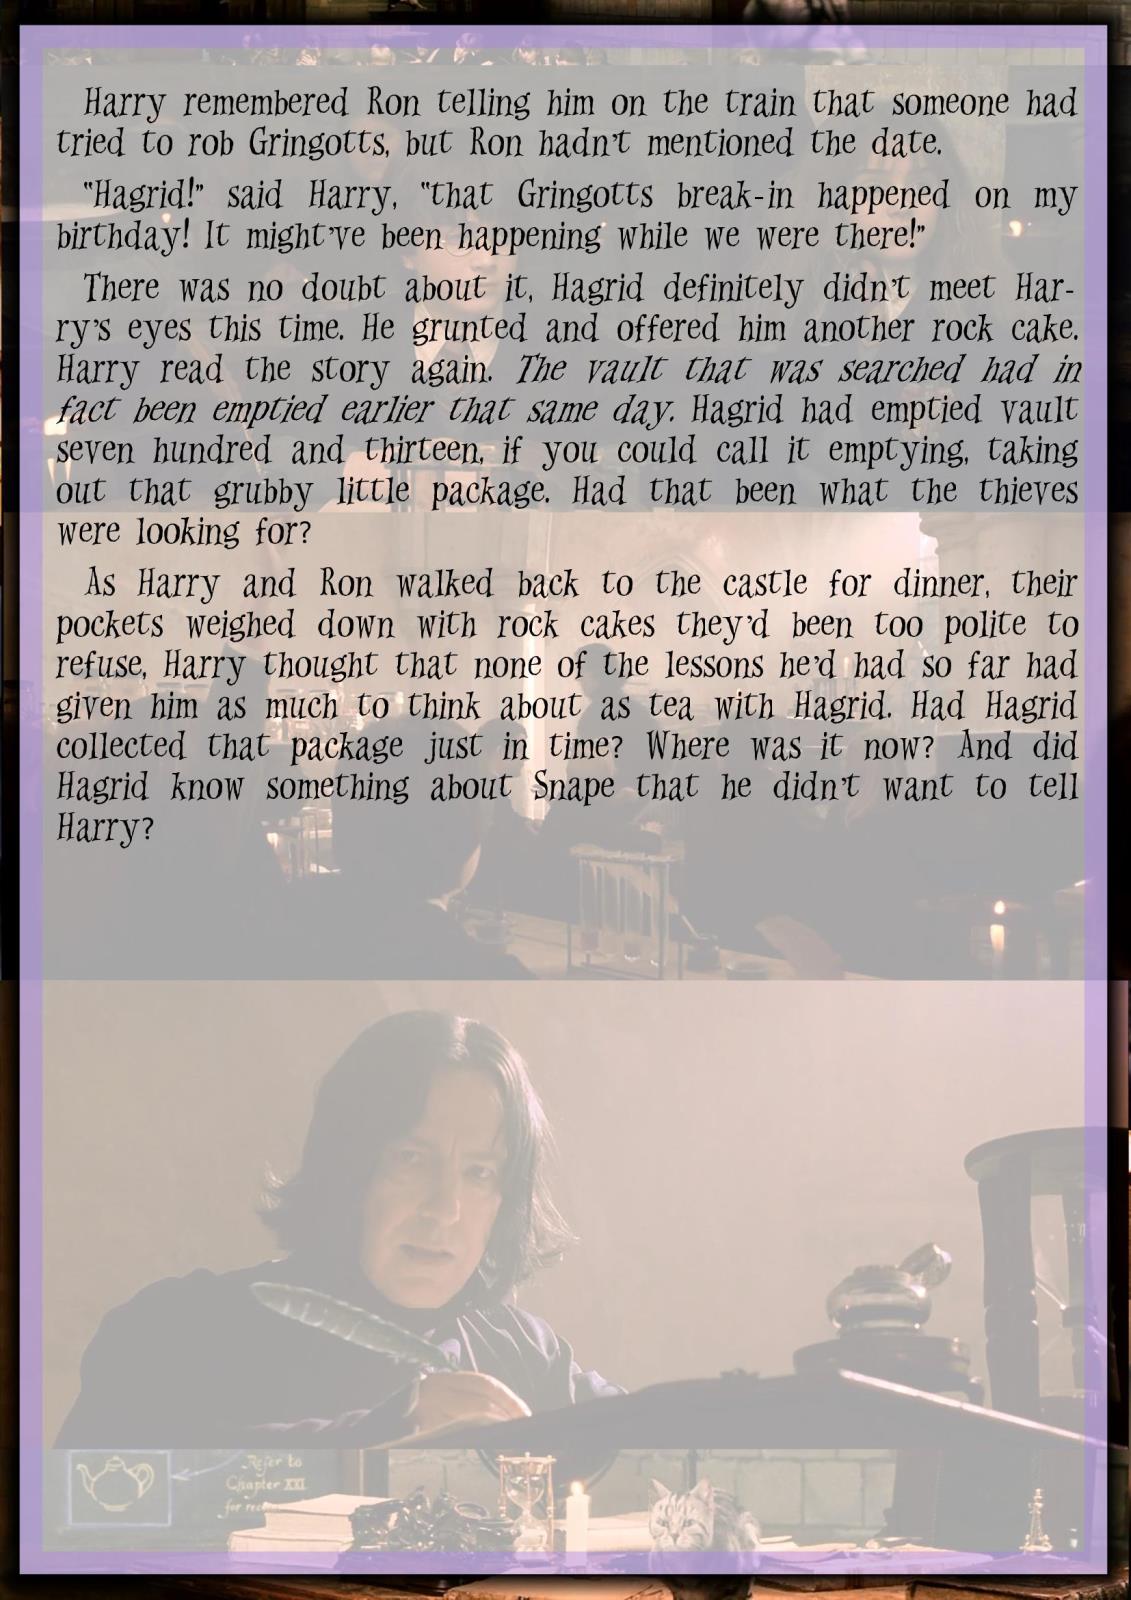 Harry remembered Ron telling him on the train that someone had
tried to rob Gringotts, but Ron hadn't mentioned the date.
"Hagrid!" said Harry, "that Gringotts break-in happened on my
birthday! It might've been happening while we were there!"
There was no doubt about it, Hagrid definitely didn't meet Har-
ry's eyes this time. He grunted and offered him another rock cake.
Harry read the story again. The vault that was searched had in
fact been emptied earlier that same day. Hagrid had emptied vault
seven hundred and thirteen, if you could call it emptying, taking
out that grubby little package. Had that been what the thieves
were looking for?
As Harry and Ron walked back to the castle for dinner, their
pockets weighed down with rock cakes they'd been too polite to
refuse, Harry thought that none of the lessons he'd had so far had
given him as much to think about as tea with Hagrid. Had Hagrid
collected that package just in time? Where was it now? And did
Hagrid know something about Snape that he didn't want to tell
Harry?
Refer to
Chapter XXI
for